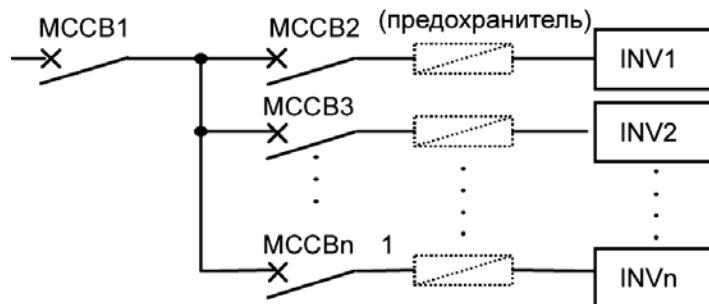 MCCB1
MCCB2
(предохранитель)
INV1
MCCB3
INV2
MCCBn 1
INVn